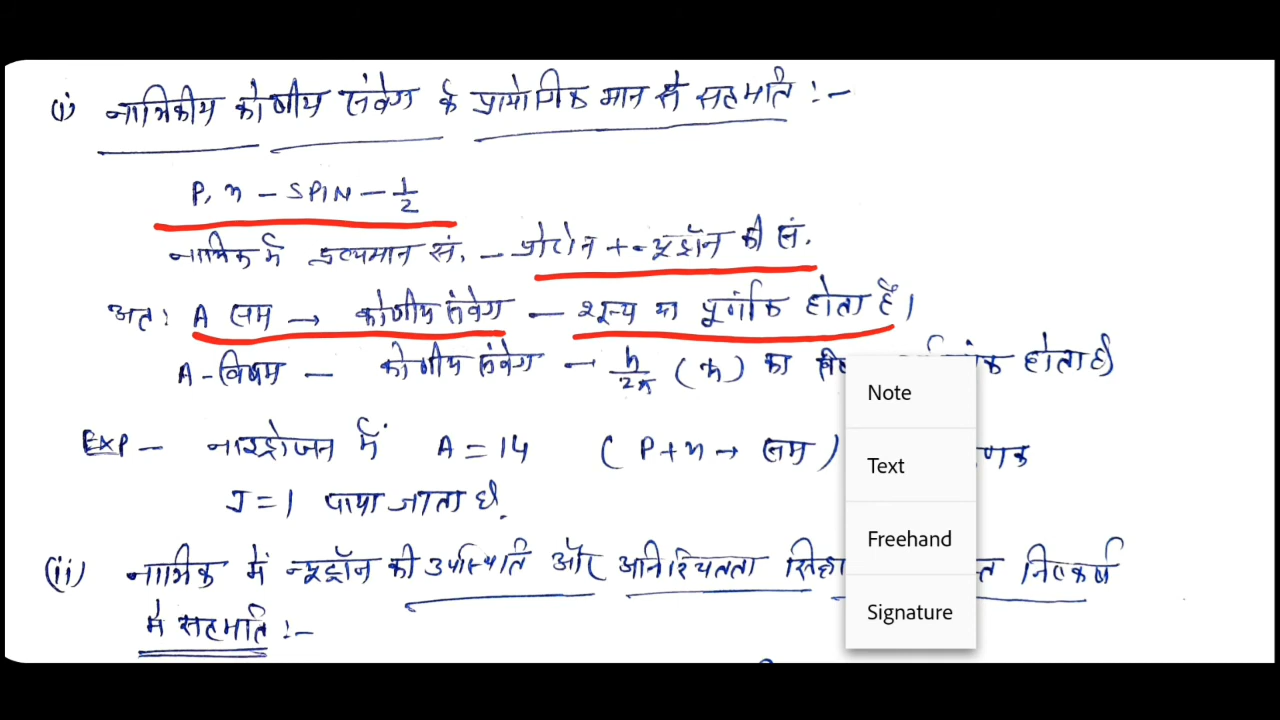 (i) नाभिकीय कोणीय संवेग के प्रायोगिक मान से सहमति :-
P, n - SPIN - 1/2
नाभिक में द्रव्यमान सं. - प्रोटोन + न्यूट्रॉन की सं.
अतः A सम → कोणीय संवेग - शून्य या पूर्णांक होता है।
A - विषम - कोणीय संवेग - h/2π (ħ) का होता है
Note
EXP - नाइट्रोजन में A = 14 (P+n → सम)
Text
J = 1 पाया जाता है.
Freehand
(ii) नाभिक में न्यूट्रॉन की उपस्थिति और अनिश्चितता निष्कर्ष
Signature
में सहमति :-